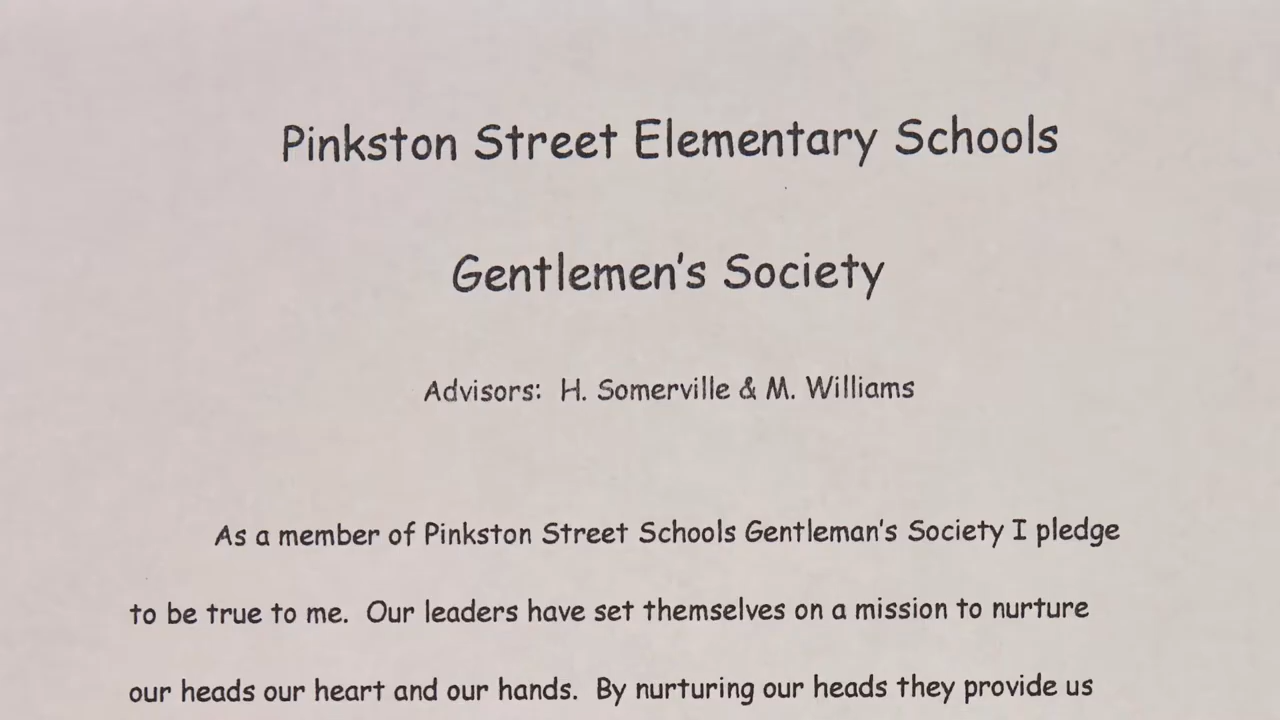 Pinkston Street Elementary Schools
Gentlemen's Society
Advisors: H. Somerville & M. Williams
As a member of Pinkston Street Schools Gentleman's Society I pledge
to be true to me. Our leaders have set themselves on a mission to nurture
our heads our heart and our hands. By nurturing our heads they provide us